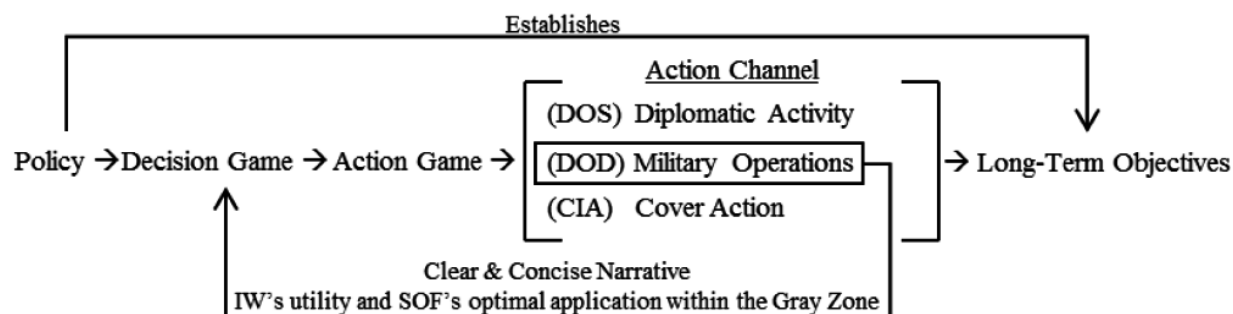 Establishes
Action Channel
(DOS) Diplomatic Activity
Policy → Decision Game → Action Game → (DOD) Military Operations → Long-Term Objectives
(CIA) Cover Action
Clear & Concise Narrative
IW's utility and SOF's optimal application within the Gray Zone